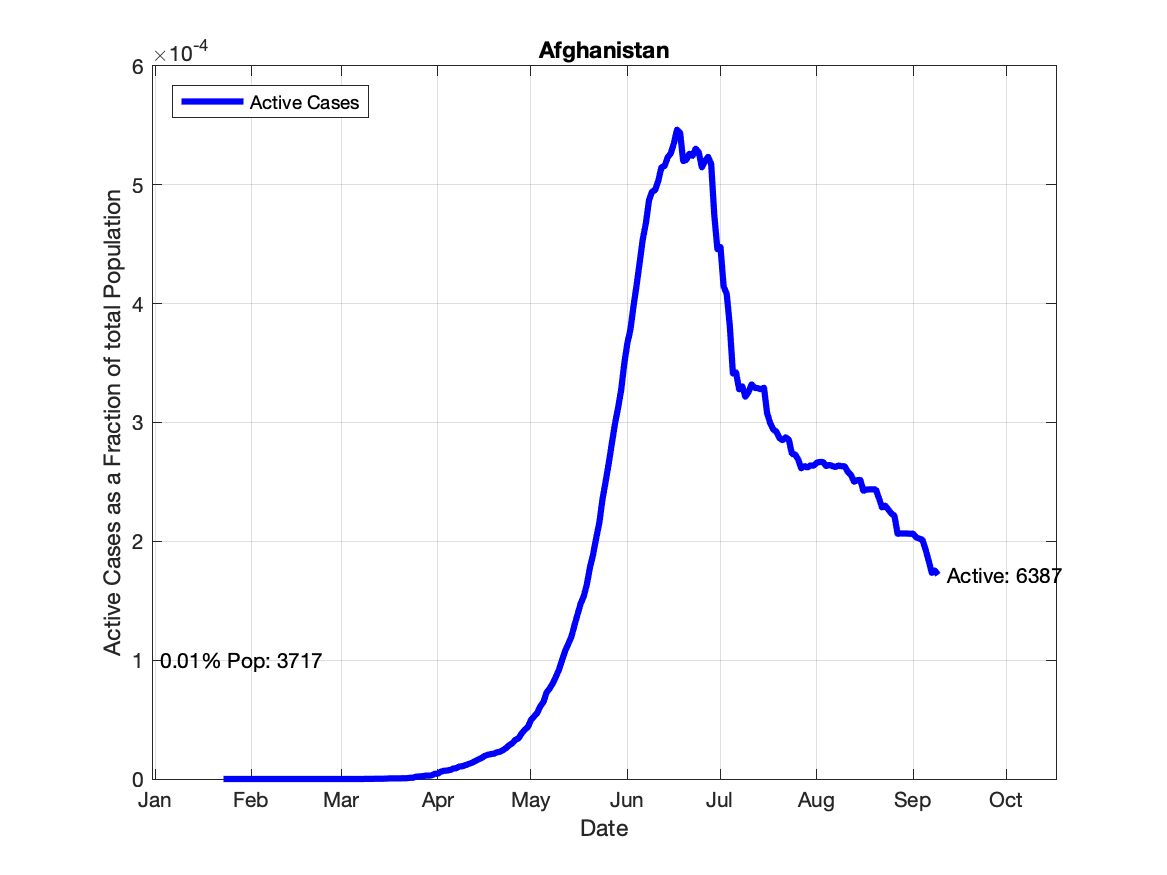 Afghanistan
×10-4
6
5
4
3
2
1
0
Active Cases
Active Cases as a Fraction of total Population
0.01% Pop: 3717
Active: 6387
Jan Feb Mar Apr May Jun Jul Aug Sep Oct
Date